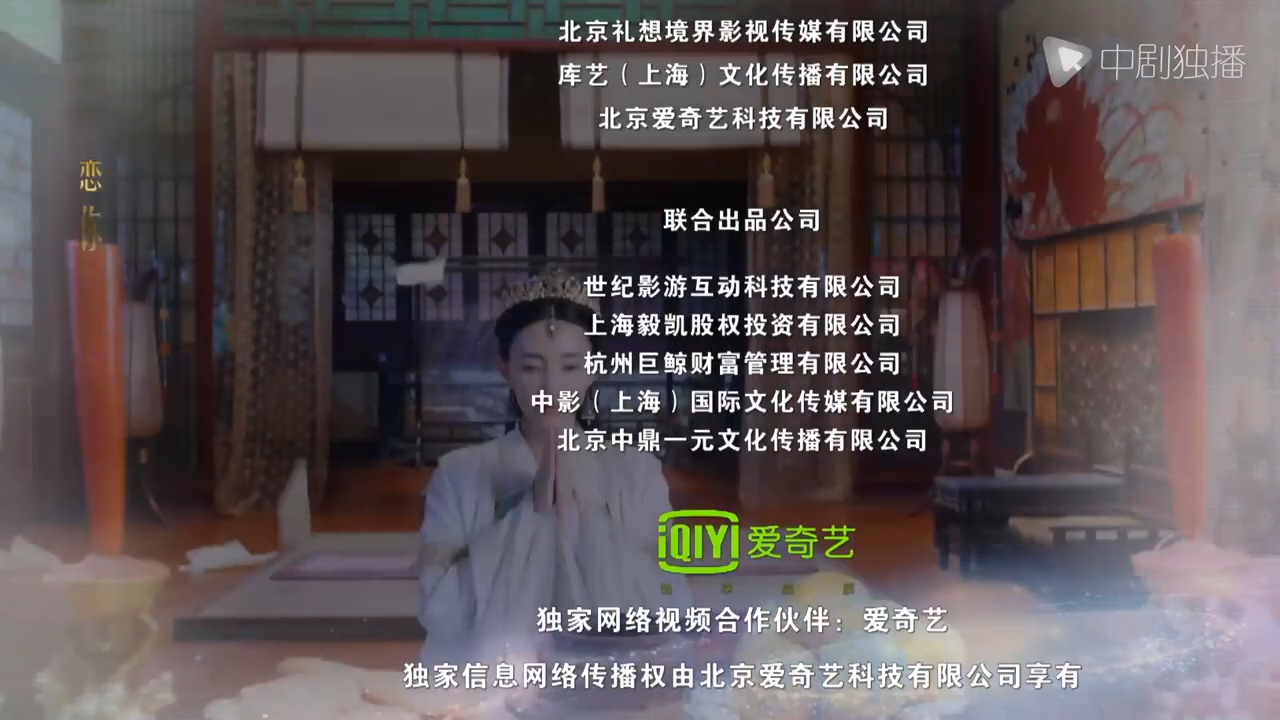 北京礼想境界影视传媒有限公司
中剧独播
库艺（上海）文化传播有限公司
北京爱奇艺科技有限公司
恋你
联合出品公司
世纪影游互动科技有限公司
上海毅凯股权投资有限公司
杭州巨鲸财富管理有限公司
中影（上海）国际文化传媒有限公司
北京中鼎一元文化传播有限公司
iQIYI 爱奇艺
独家网络视频合作伙伴：爱奇艺
独家信息网络传播权由北京爱奇艺科技有限公司享有